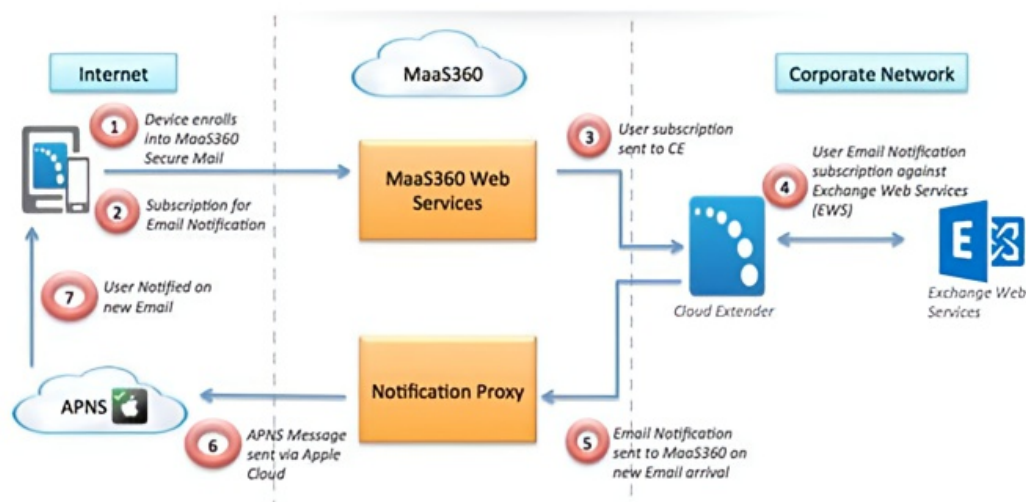 Internet
MaaS360
Corporate Network
1
Device enrolls
into MaaS360
Secure Mail
2
Subscription for
Email Notification
MaaS360 Web
Services
3
User subscription
sent to CE
4
User Email Notification
subscription against
Exchange Web Services
(EWS)
Cloud Extender
E
Exchange Web
Services
7
User Notified on
new Email
APNS
6
APNS Message
sent via Apple
Cloud
Notification Proxy
5
Email Notification
sent to MaaS360 on
new Email arrival